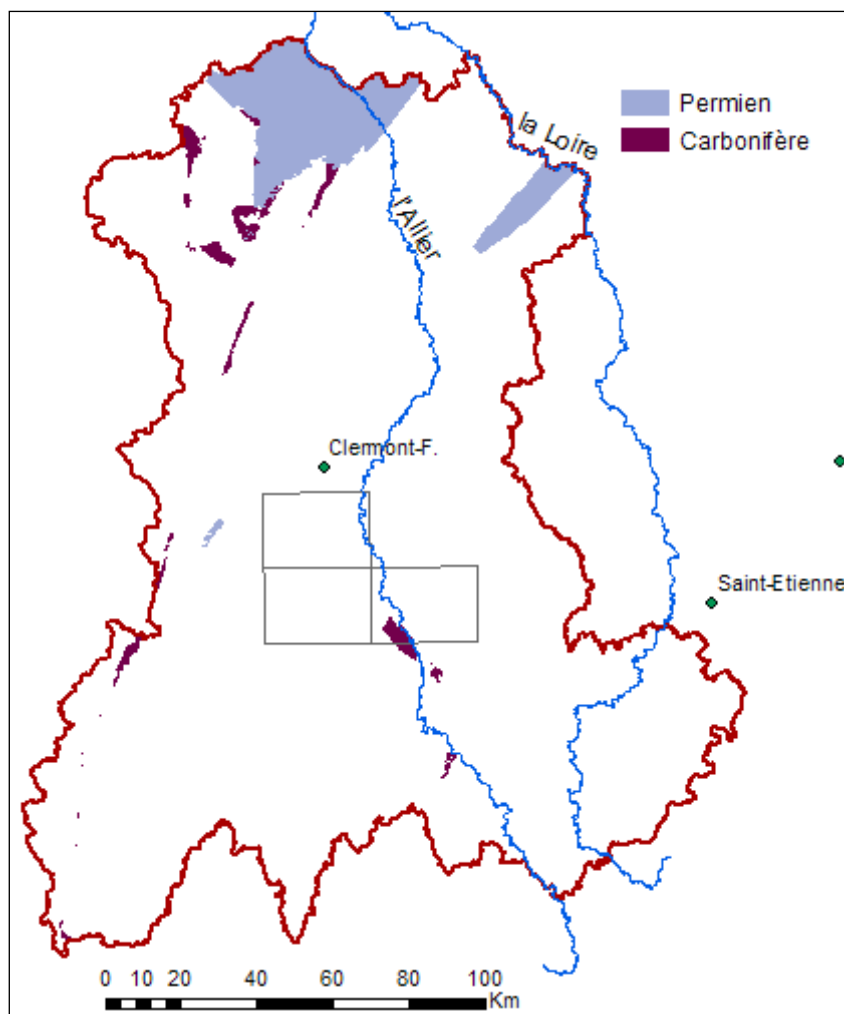 Permien
Carbonifère
la Loire
l'Allier
Clermont-F.
Saint-Etienne
0 10 20 40 60 80 100
Km